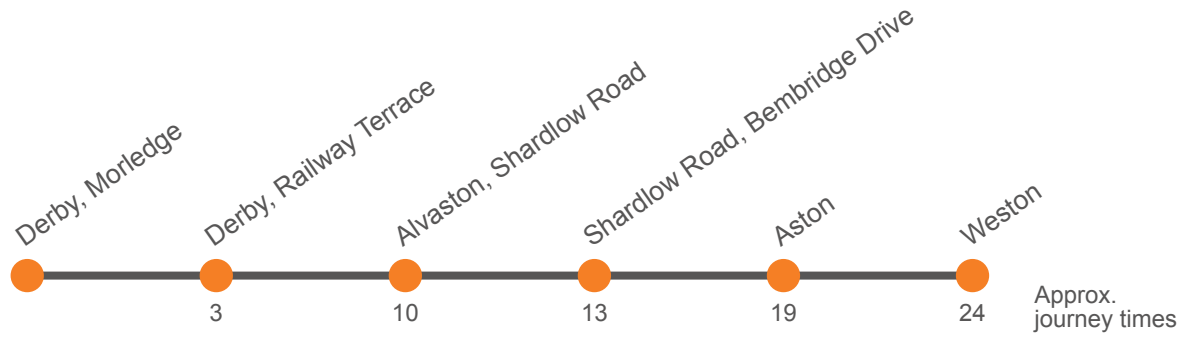 Derby, Morledge
Derby, Railway Terrace
Alvaston, Shardlow Road
Shardlow Road, Bembridge Drive
Aston
Weston
3
10
13
19
24
Approx.
journey times